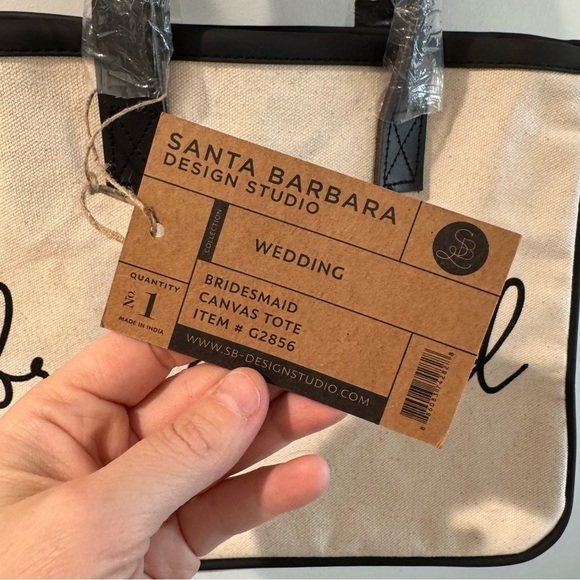 SANTA BARBARA
DESIGN STUDIO
COLLECTION
WEDDING
SB
QUANTITY
No. 1
MADE IN INDIA
BRIDESMAID
CANVAS TOTE
ITEM # G2856
WWW.SB-DESIGNSTUDIO.COM